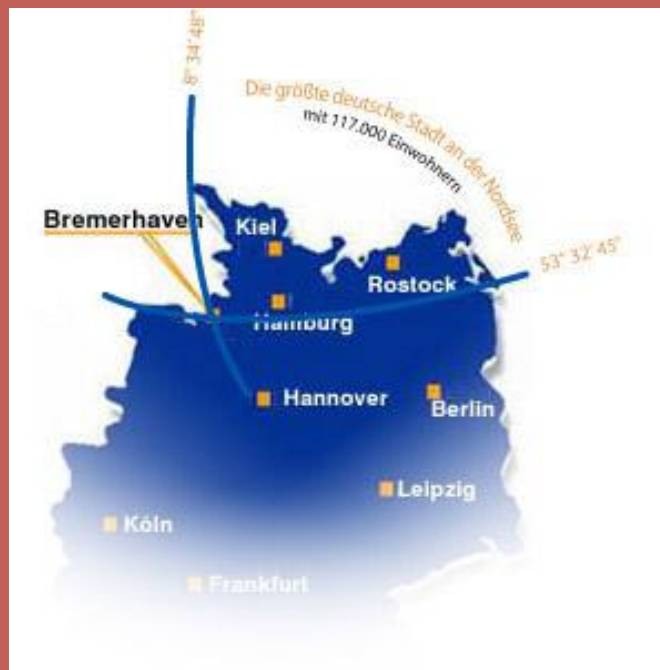 8° 34'48"
Die größte deutsche Stadt an der Nordsee
mit 117.000 Einwohnern
Bremerhaven
Kiel
53° 32' 45"
Rostock
Hamburg
Hannover
Berlin
Leipzig
Köln
Frankfurt